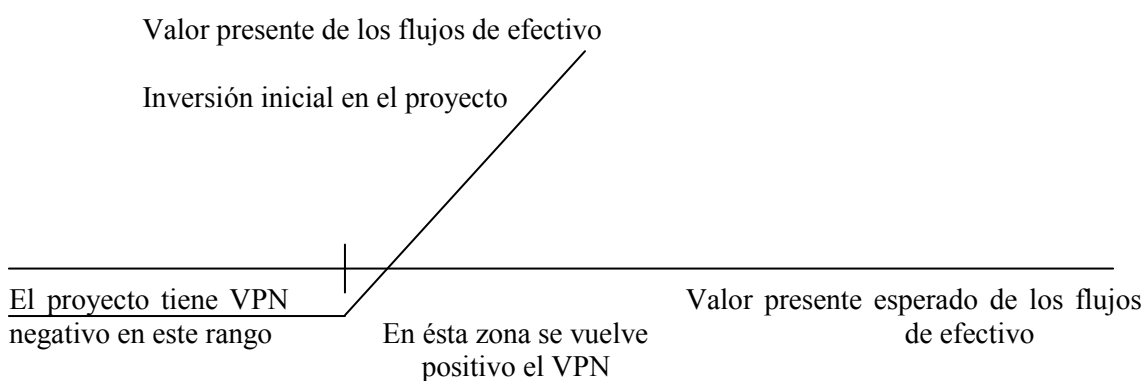 Valor presente de los flujos de efectivo
Inversión inicial en el proyecto
El proyecto tiene VPN
negativo en este rango
En ésta zona se vuelve
positivo el VPN
Valor presente esperado de los flujos
de efectivo